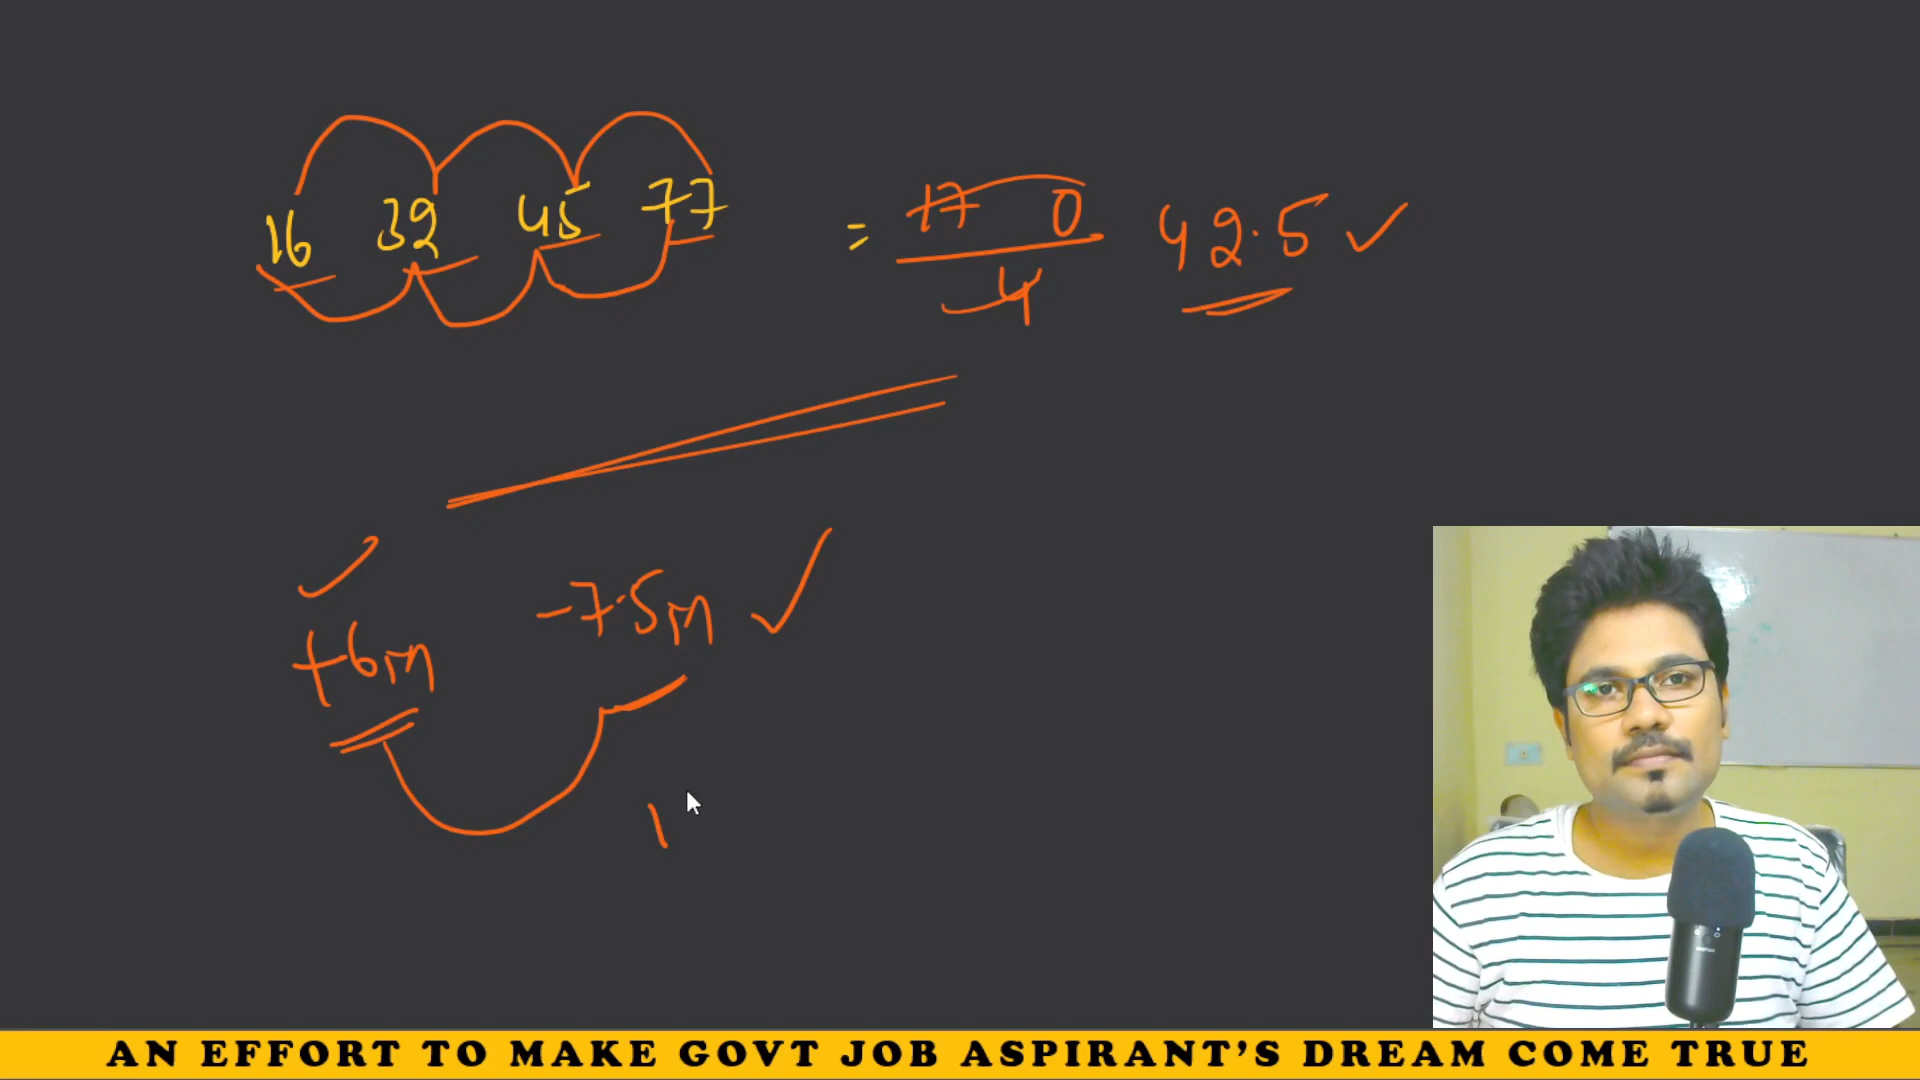 16 32 45 77 = 17 0 42.5 ✓
4
✓
+6m -7.5m ✓
1
AN EFFORT TO MAKE GOVT JOB ASPIRANT'S DREAM COME TRUE